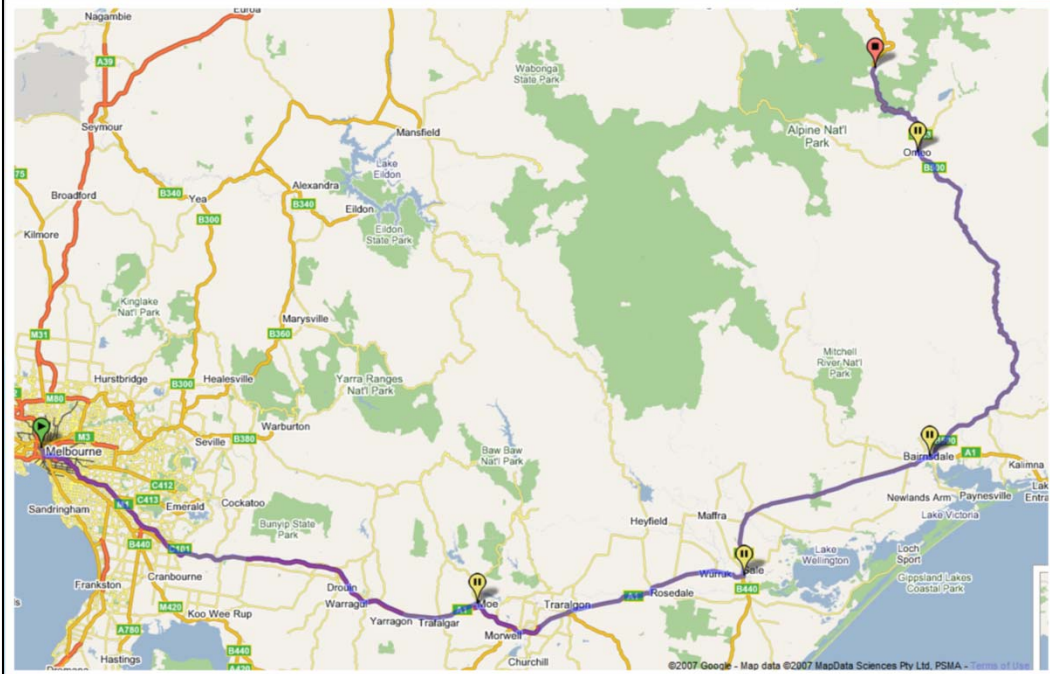 Nagambie
Euroa
A39
Wabonga
State Park
Seymour
Mansfield
Alpine Nat'l
Park
Omeo
B500
Lake
Eildon
75
Broadford
B340
Yea
Alexandra
B340
Eildon
B300
Eildon
State Park
Kilmore
Kinglake
Nat'l Park
Marysville
M31
B360
Mitchell
River Nat'l
Park
Hurstbridge
B300
Healesville
Yarra Ranges
Nat'l Park
M80
Warburton
M3
Seville
B380
Melbourne
Baw Baw
Nat'l Park
Bairnsdale
A1
Kalimna
C412
C413
Emerald
Cockatoo
Newlands Arm
Paynesville
Lak
Entra
Sandringham
M1
Bunyip State
Park
Heyfield
Maffra
Lake Victoria
B440
Cranbourne
Lake
Wellington
Loch
Sport
Wurruk
Sale
Frankston
Drouin
Warragul
Moe
Traralgon
A1
Rosedale
B440
Gippsland Lakes
Coastal Park
M420
Koo Wee Rup
Yarragon
Trafalgar
A780
Morwell
Hastings
B440
Churchill
A420
©2007 Google - Map data ©2007 MapData Sciences Pty Ltd, PSMA - Terms of Use